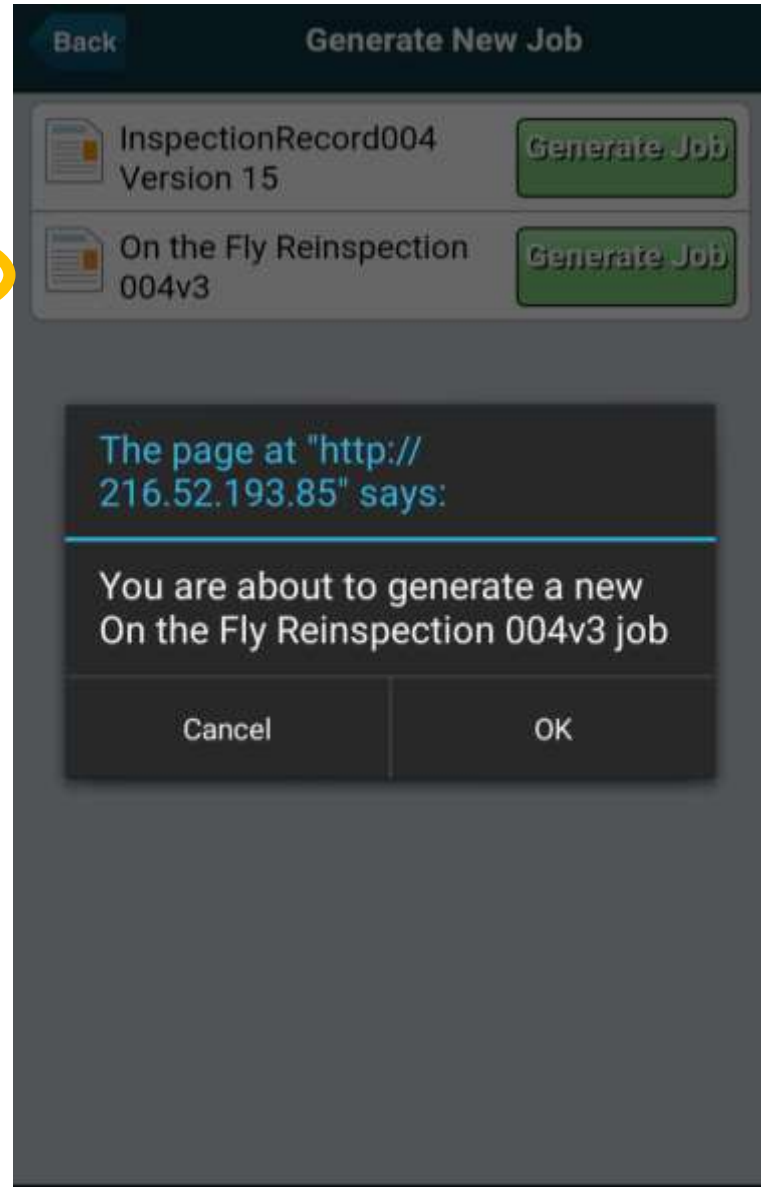 Back
Generate New Job
InspectionRecord004
Version 15
Generate Job
On the Fly Reinspection
004v3
Generate Job
The page at "http://
216.52.193.85" says:
You are about to generate a new
On the Fly Reinspection 004v3 job
Cancel
OK